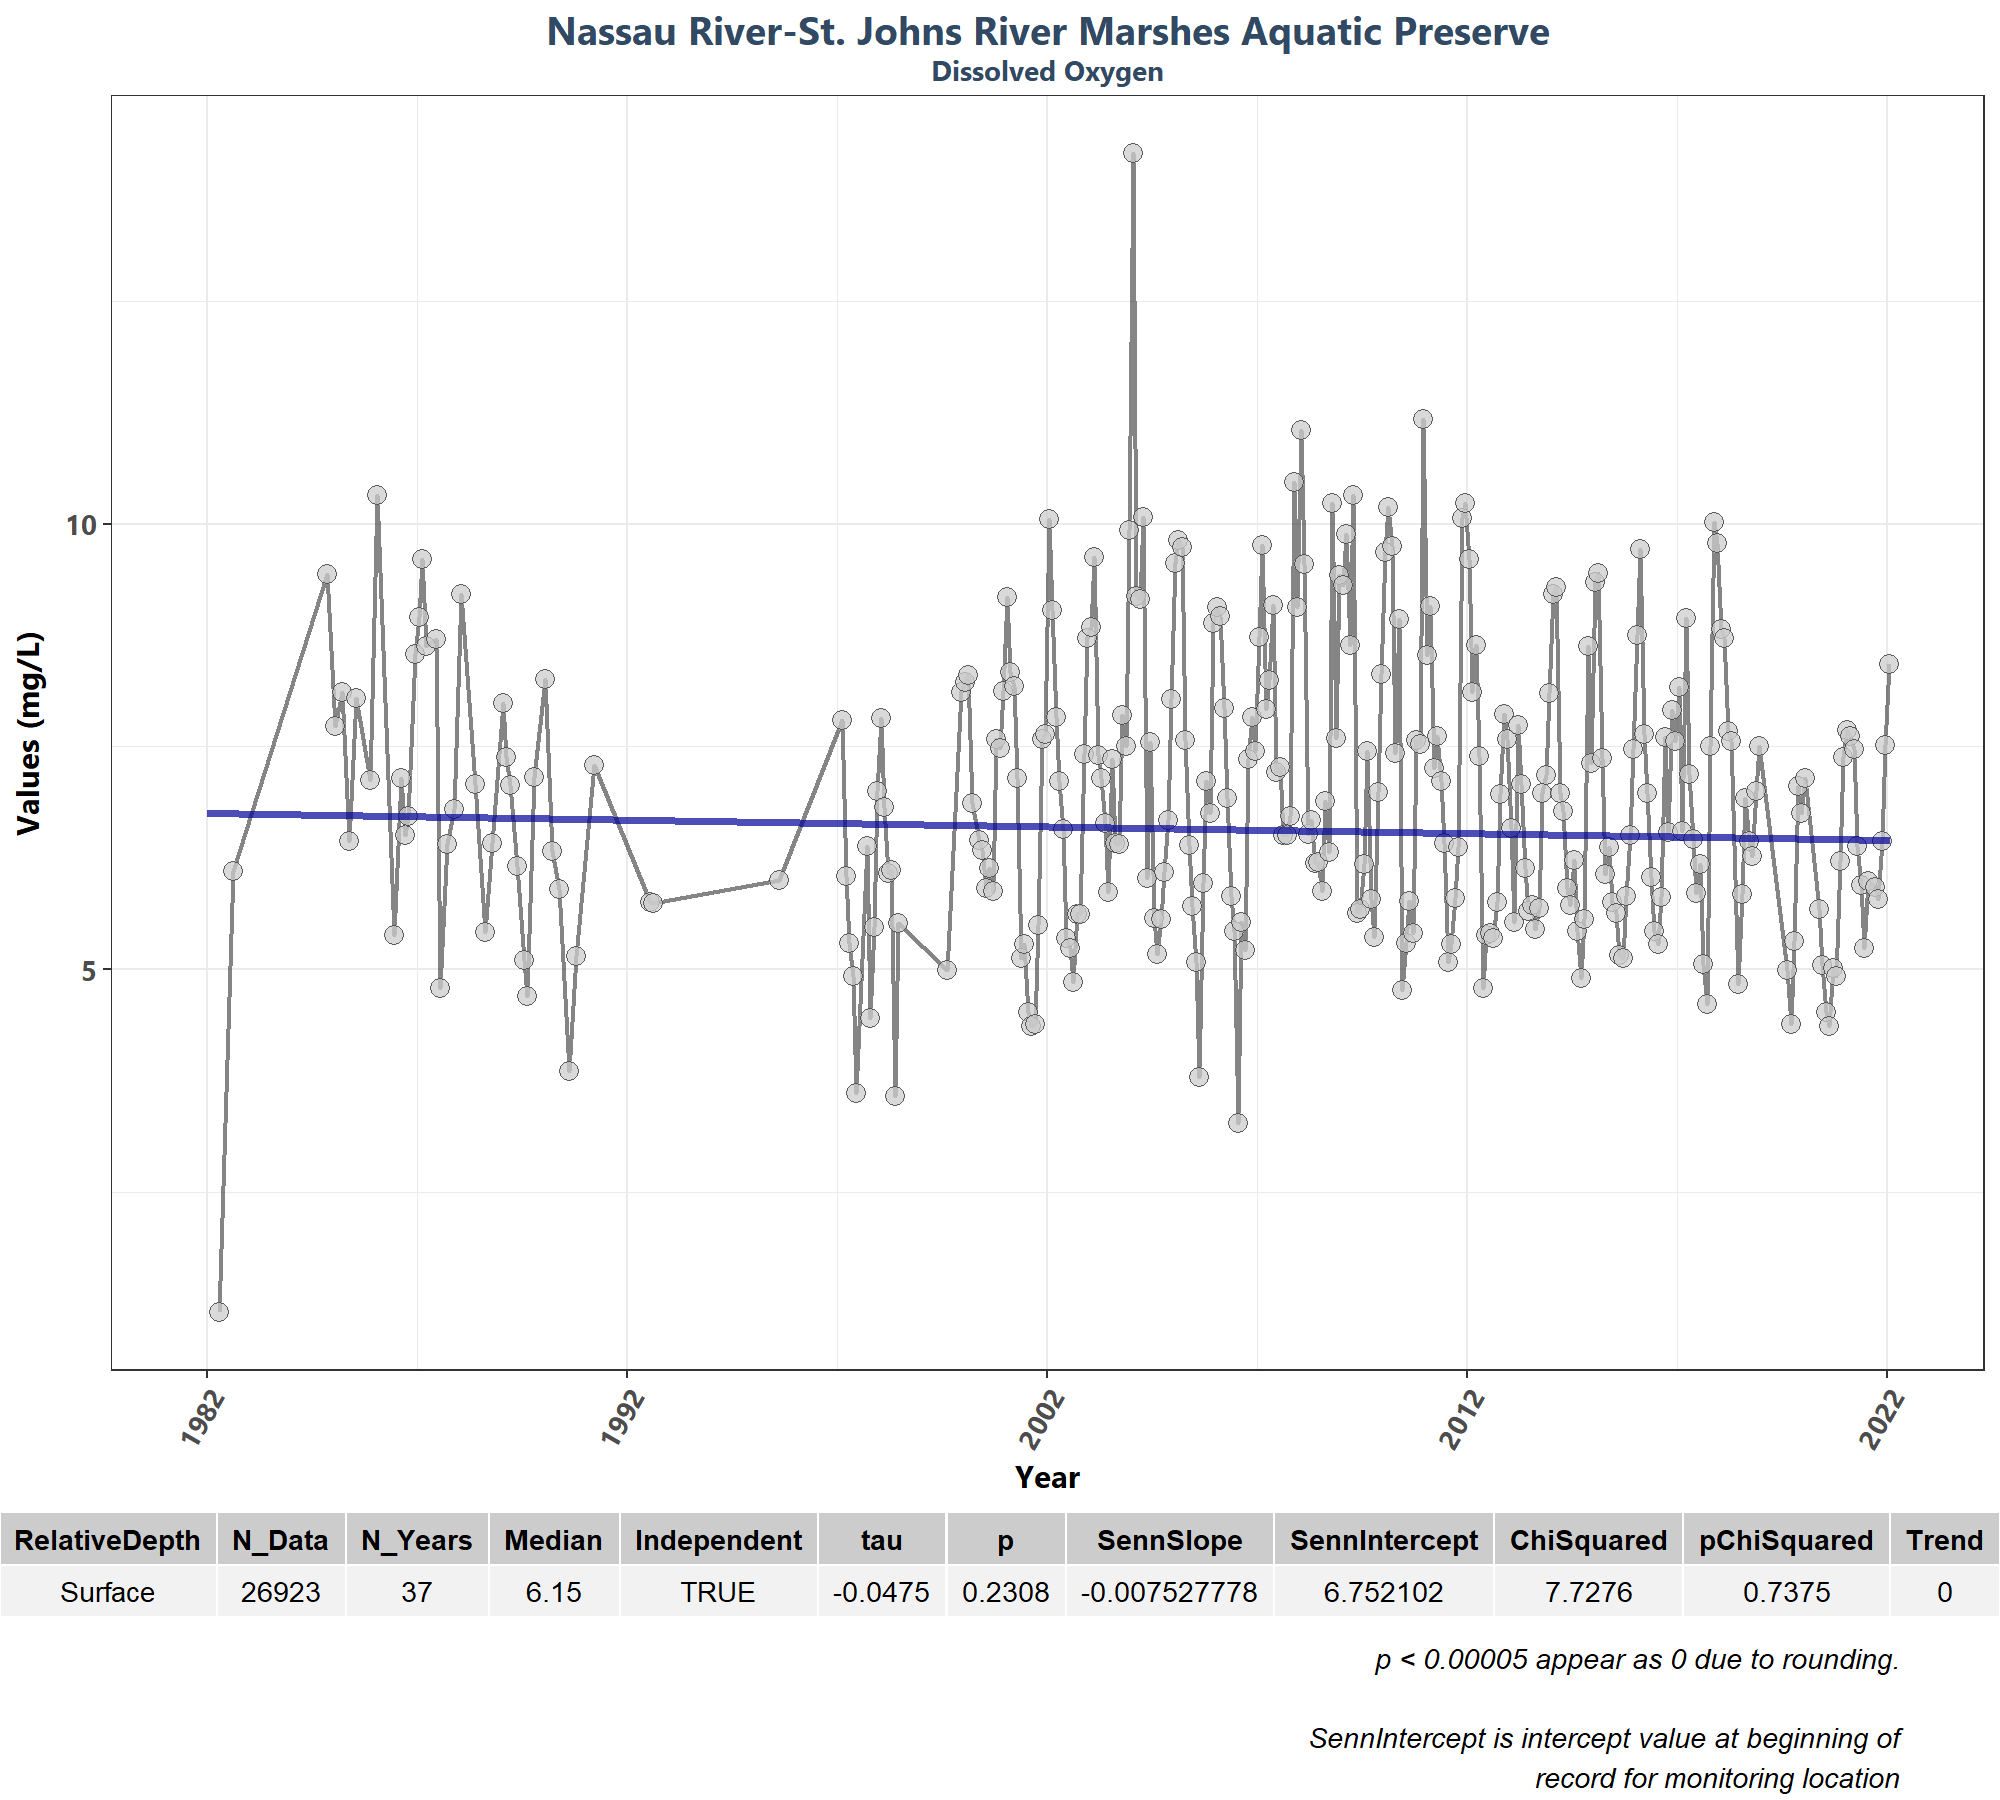 Nassau River-St. Johns River Marshes Aquatic Preserve
Dissolved Oxygen
Values (mg/L)
10
5
1982
1992
2002
2012
2022
Year
RelativeDepth N_Data N_Years Median Independent tau p SennSlope SennIntercept ChiSquared pChiSquared Trend
Surface 26923 37 6.15 TRUE -0.0475 0.2308 -0.007527778 6.752102 7.7276 0.7375 0
p < 0.00005 appear as 0 due to rounding.
SennIntercept is intercept value at beginning of
record for monitoring location